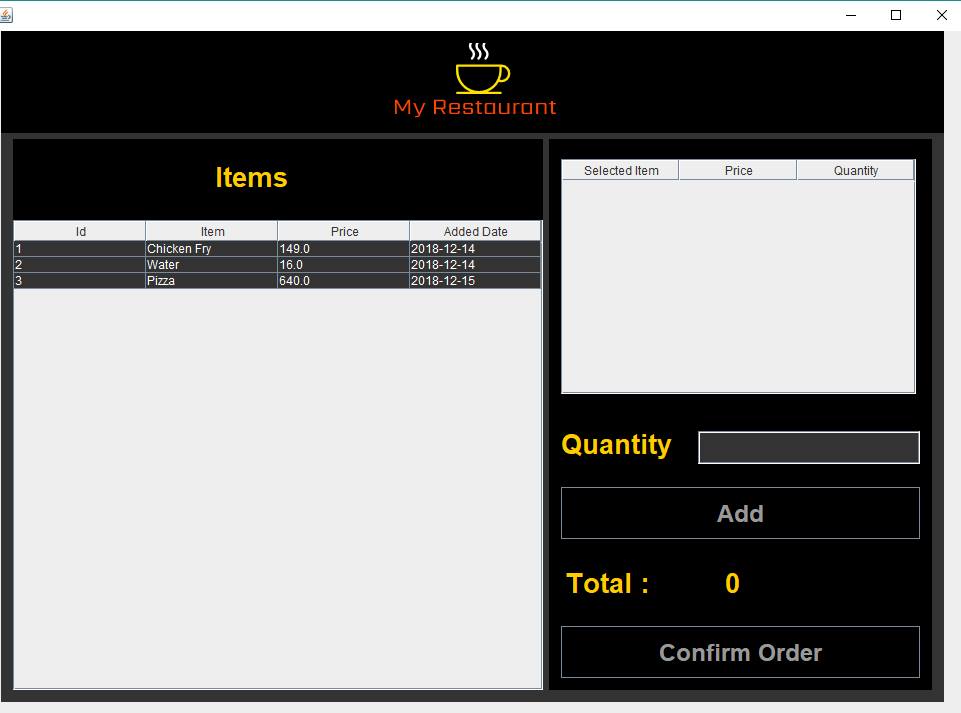 My Restaurant
Items
Id Item Price Added Date
1 Chicken Fry 149.0 2018-12-14
2 Water 16.0 2018-12-14
3 Pizza 640.0 2018-12-15
Selected Item Price Quantity
Quantity
Add
Total : 0
Confirm Order